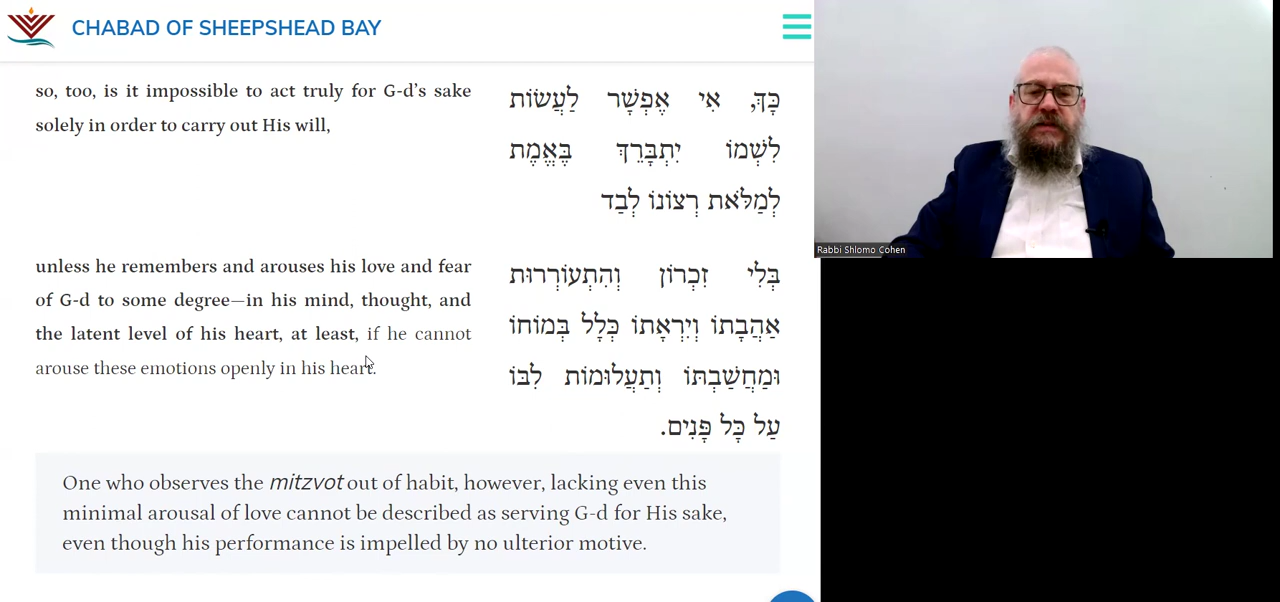 CHABAD OF SHEEPSHEAD BAY
so, too, is it impossible to act truly for G-d’s sake
solely in order to carry out His will,
כָּךְ, אִי אֶפְשָׁר לַעֲשׂוֹת
לִשְׁמוֹ יִתְבָּרֵךְ בֶּאֱמֶת
לְמַלֹּאת רְצוֹנוֹ לְבַד
unless he remembers and arouses his love and fear
of G-d to some degree—in his mind, thought, and
the latent level of his heart, at least, if he cannot
arouse these emotions openly in his heart.
בְּלִי זִכְרוֹן וְהִתְעוֹרְרוּת
אַהֲבָתוֹ וְיִרְאָתוֹ כְּלָל בְּמוֹחוֹ
וּמַחֲשַׁבְתּוֹ וְתַעֲלוּמוֹת לִבּוֹ
עַל כָּל פָּנִים.
One who observes the mitzvot out of habit, however, lacking even this
minimal arousal of love cannot be described as serving G-d for His sake,
even though his performance is impelled by no ulterior motive.
Rabbi Shlomo Cohen